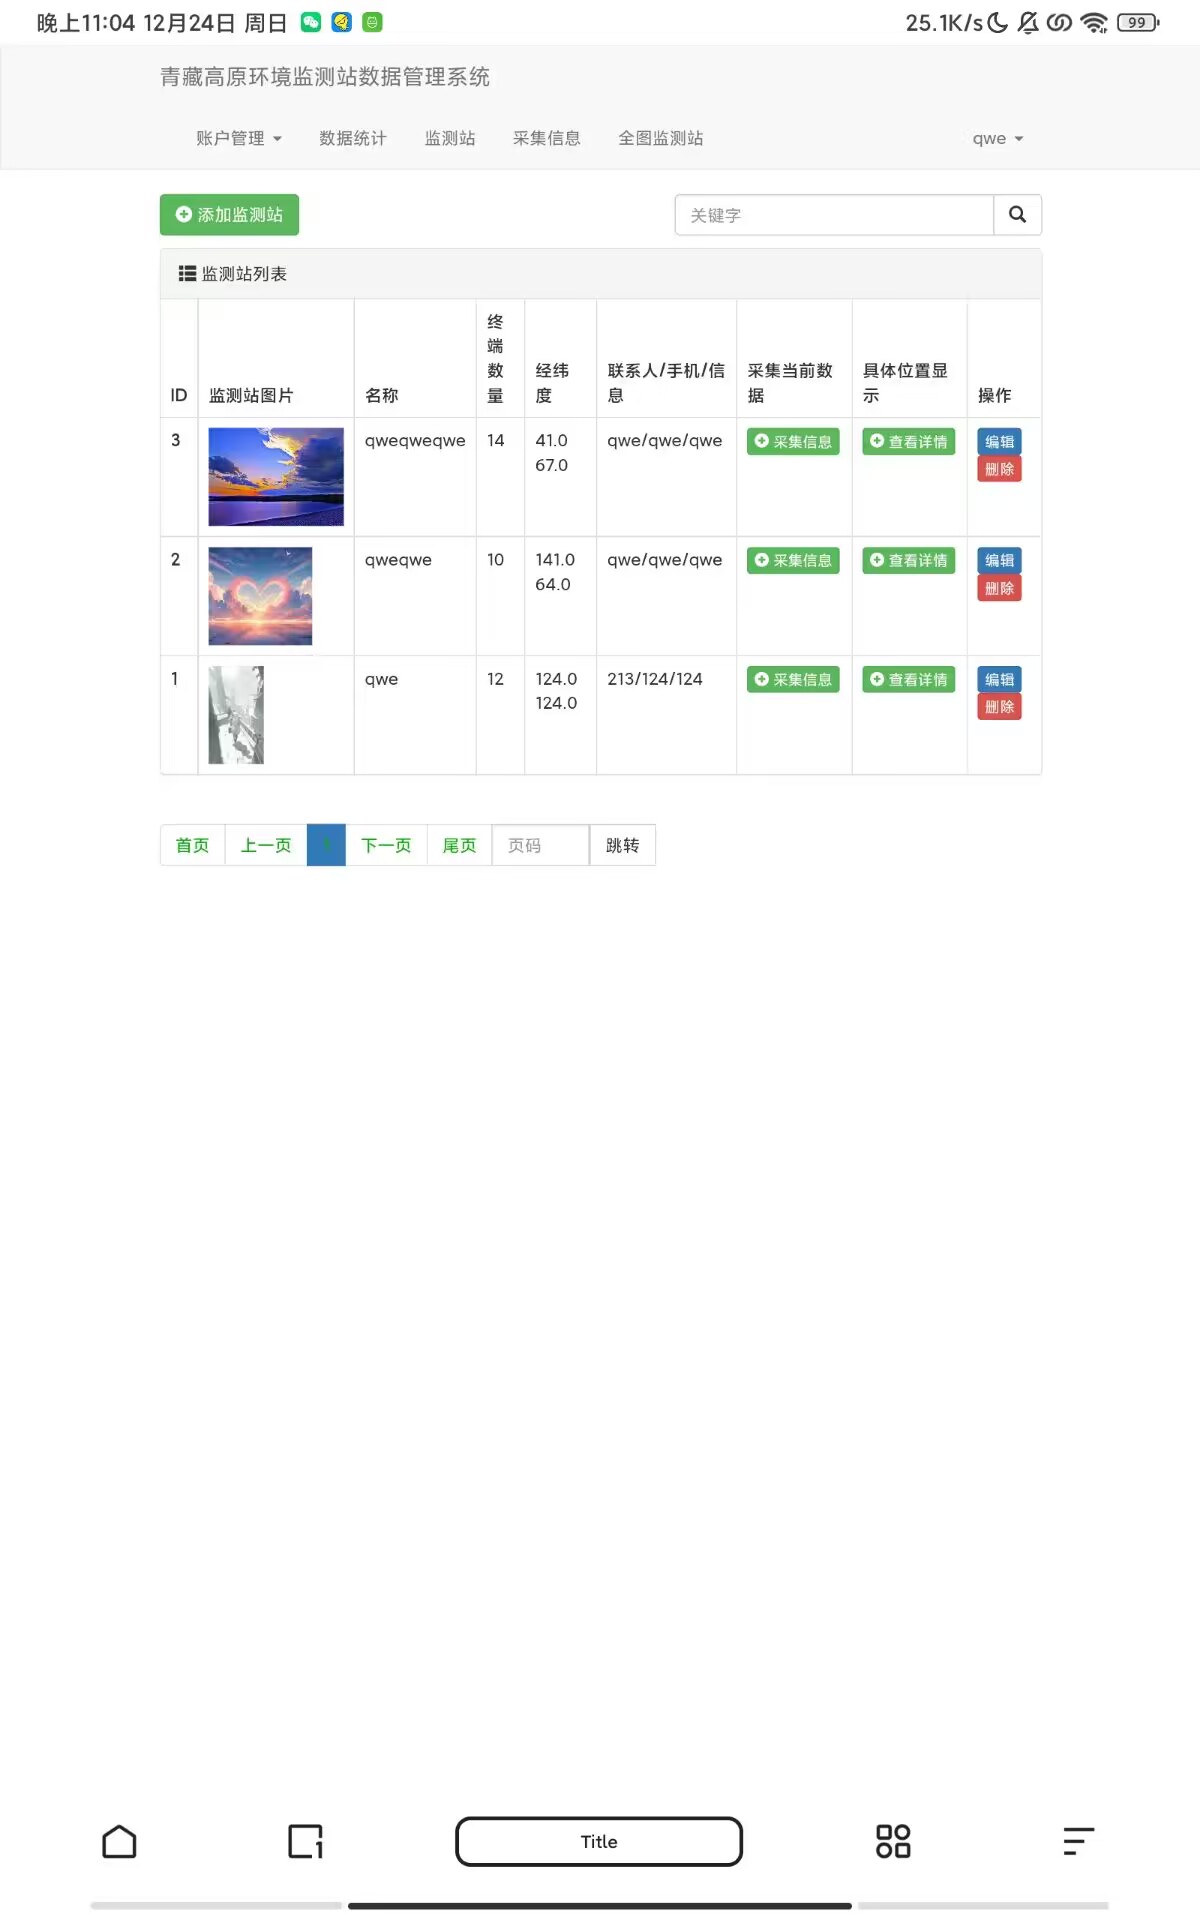 晚上11:04 12月24日 周日
25.1K/s
99
青藏高原环境监测站数据管理系统
账户管理 数据统计 监测站 采集信息 全图监测站 qwe
添加监测站
关键字
监测站列表
ID 监测站图片 名称 终端数量 经纬度 联系人/手机/信息 采集当前数据 具体位置显示 操作
3 qweqweqwe 14 41.0 qwe/qwe/qwe 采集信息 查看详情 编辑
67.0 删除
2 qweqwe 10 141.0 qwe/qwe/qwe 采集信息 查看详情 编辑
64.0 删除
1 qwe 12 124.0 213/124/124 采集信息 查看详情 编辑
124.0 删除
首页 上一页 1 下一页 尾页 页码 跳转
1 Title